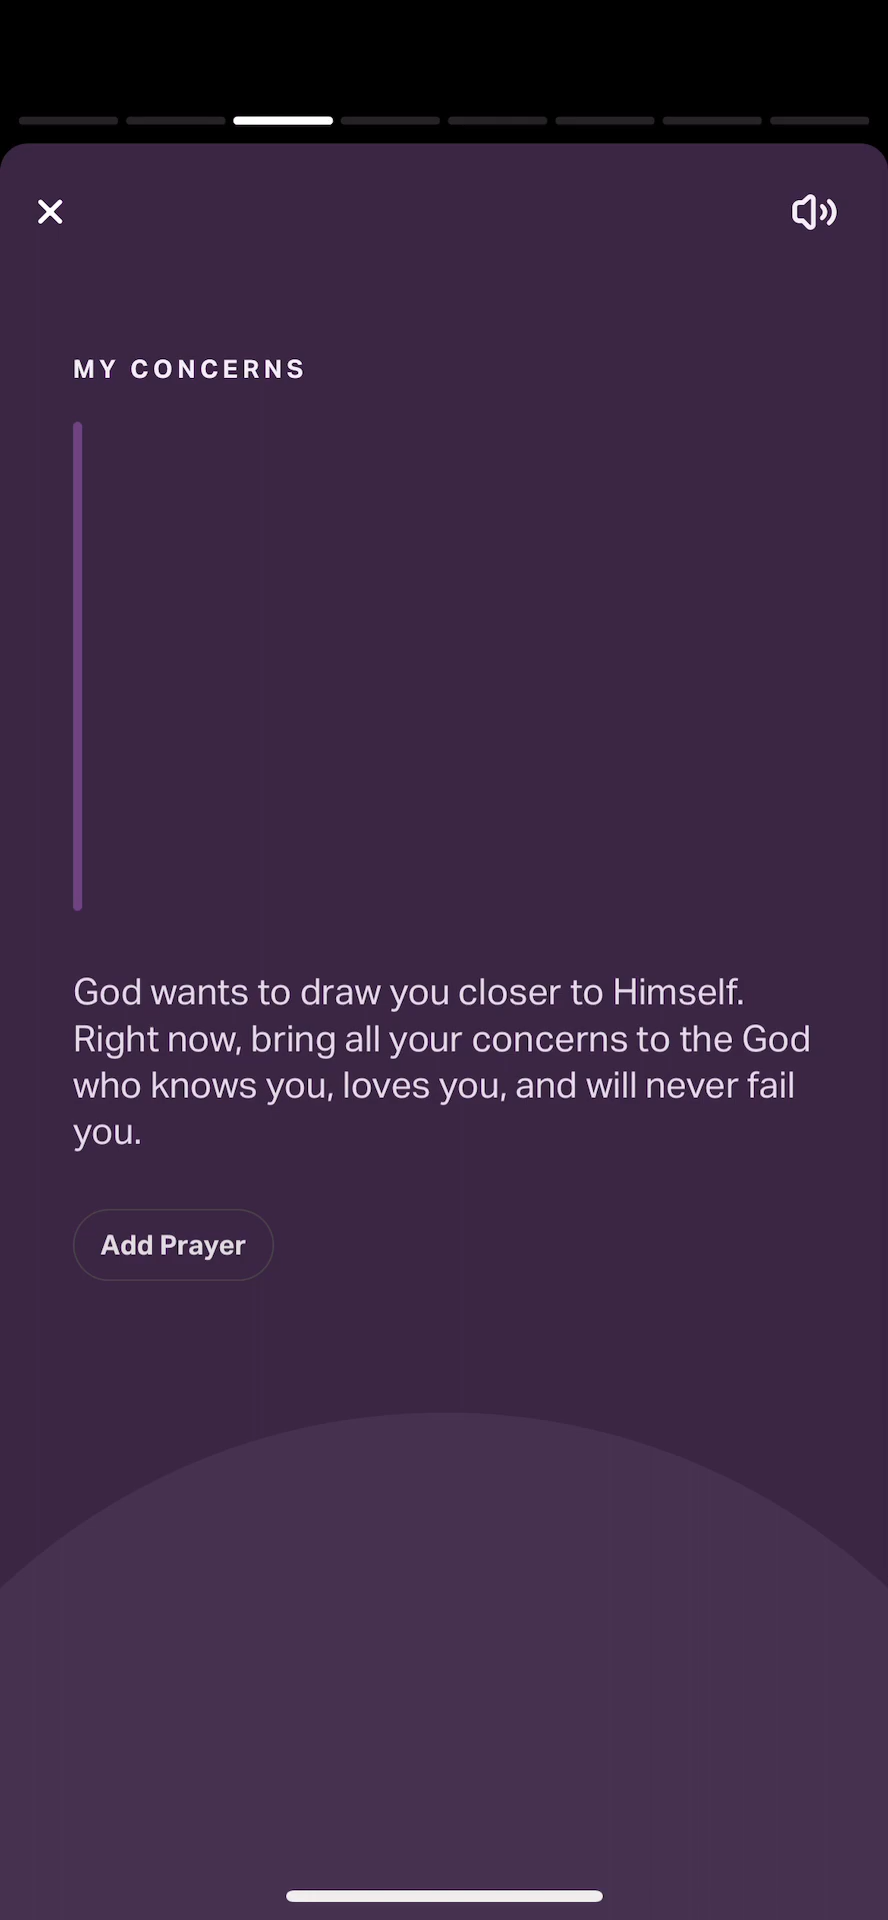 MY CONCERNS
God wants to draw you closer to Himself.
Right now, bring all your concerns to the God
who knows you, loves you, and will never fail
you.
Add Prayer